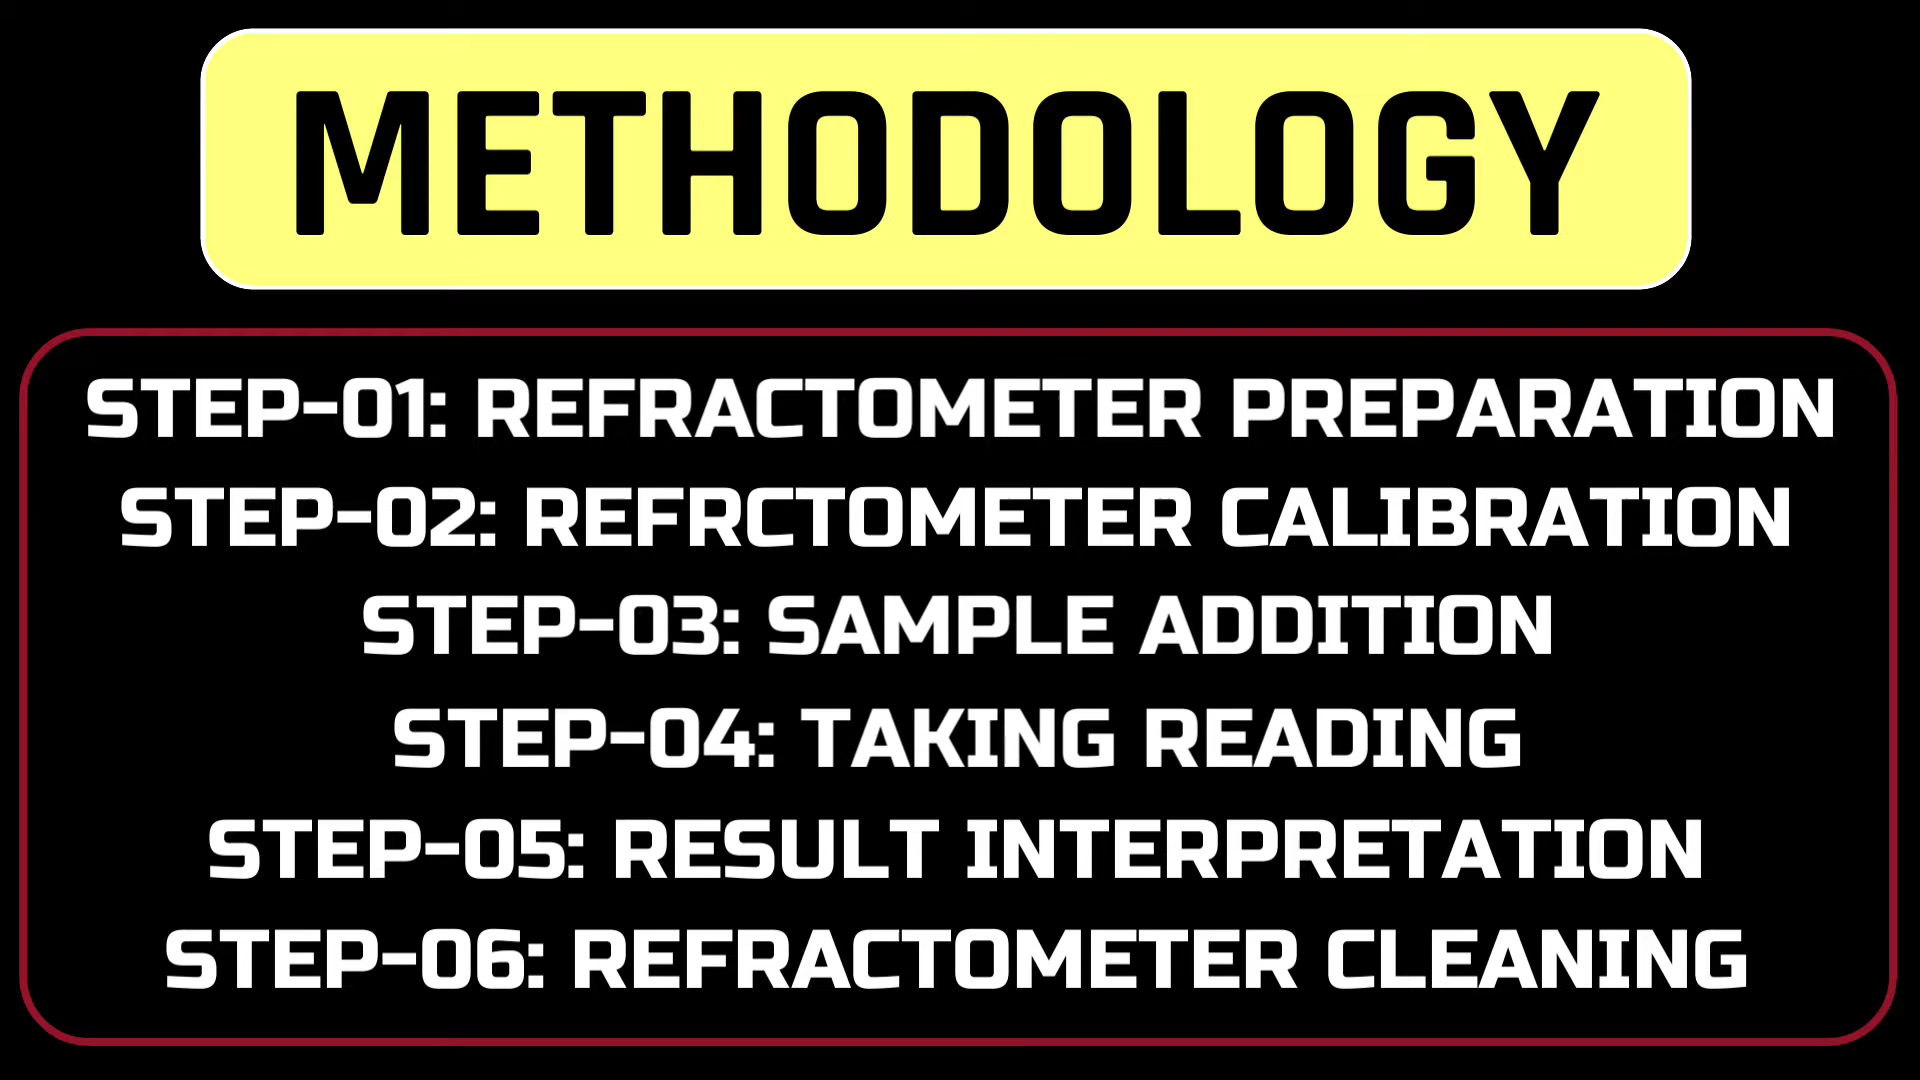 METHODOLOGY
STEP-01: REFRACTOMETER PREPARATION
STEP-02: REFRCTOMETER CALIBRATION
STEP-03: SAMPLE ADDITION
STEP-04: TAKING READING
STEP-05: RESULT INTERPRETATION
STEP-06: REFRACTOMETER CLEANING